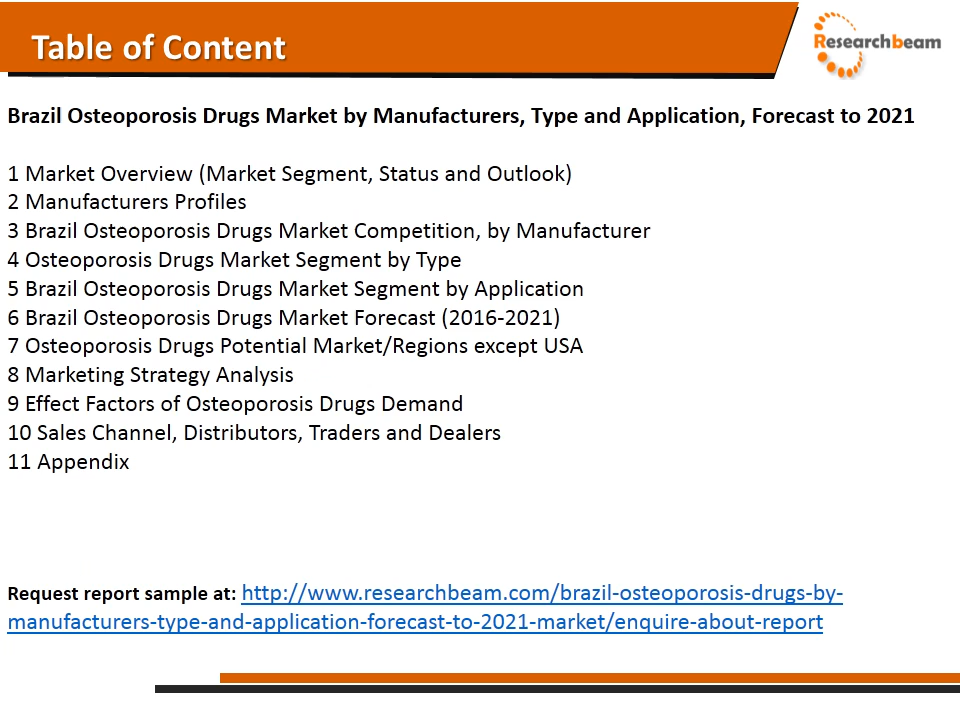 Table of Content
Researchbeam
Brazil Osteoporosis Drugs Market by Manufacturers, Type and Application, Forecast to 2021
1 Market Overview (Market Segment, Status and Outlook)
2 Manufacturers Profiles
3 Brazil Osteoporosis Drugs Market Competition, by Manufacturer
4 Osteoporosis Drugs Market Segment by Type
5 Brazil Osteoporosis Drugs Market Segment by Application
6 Brazil Osteoporosis Drugs Market Forecast (2016-2021)
7 Osteoporosis Drugs Potential Market/Regions except USA
8 Marketing Strategy Analysis
9 Effect Factors of Osteoporosis Drugs Demand
10 Sales Channel, Distributors, Traders and Dealers
11 Appendix
Request report sample at: http://www.researchbeam.com/brazil-osteoporosis-drugs-by-
manufacturers-type-and-application-forecast-to-2021-market/enquire-about-report